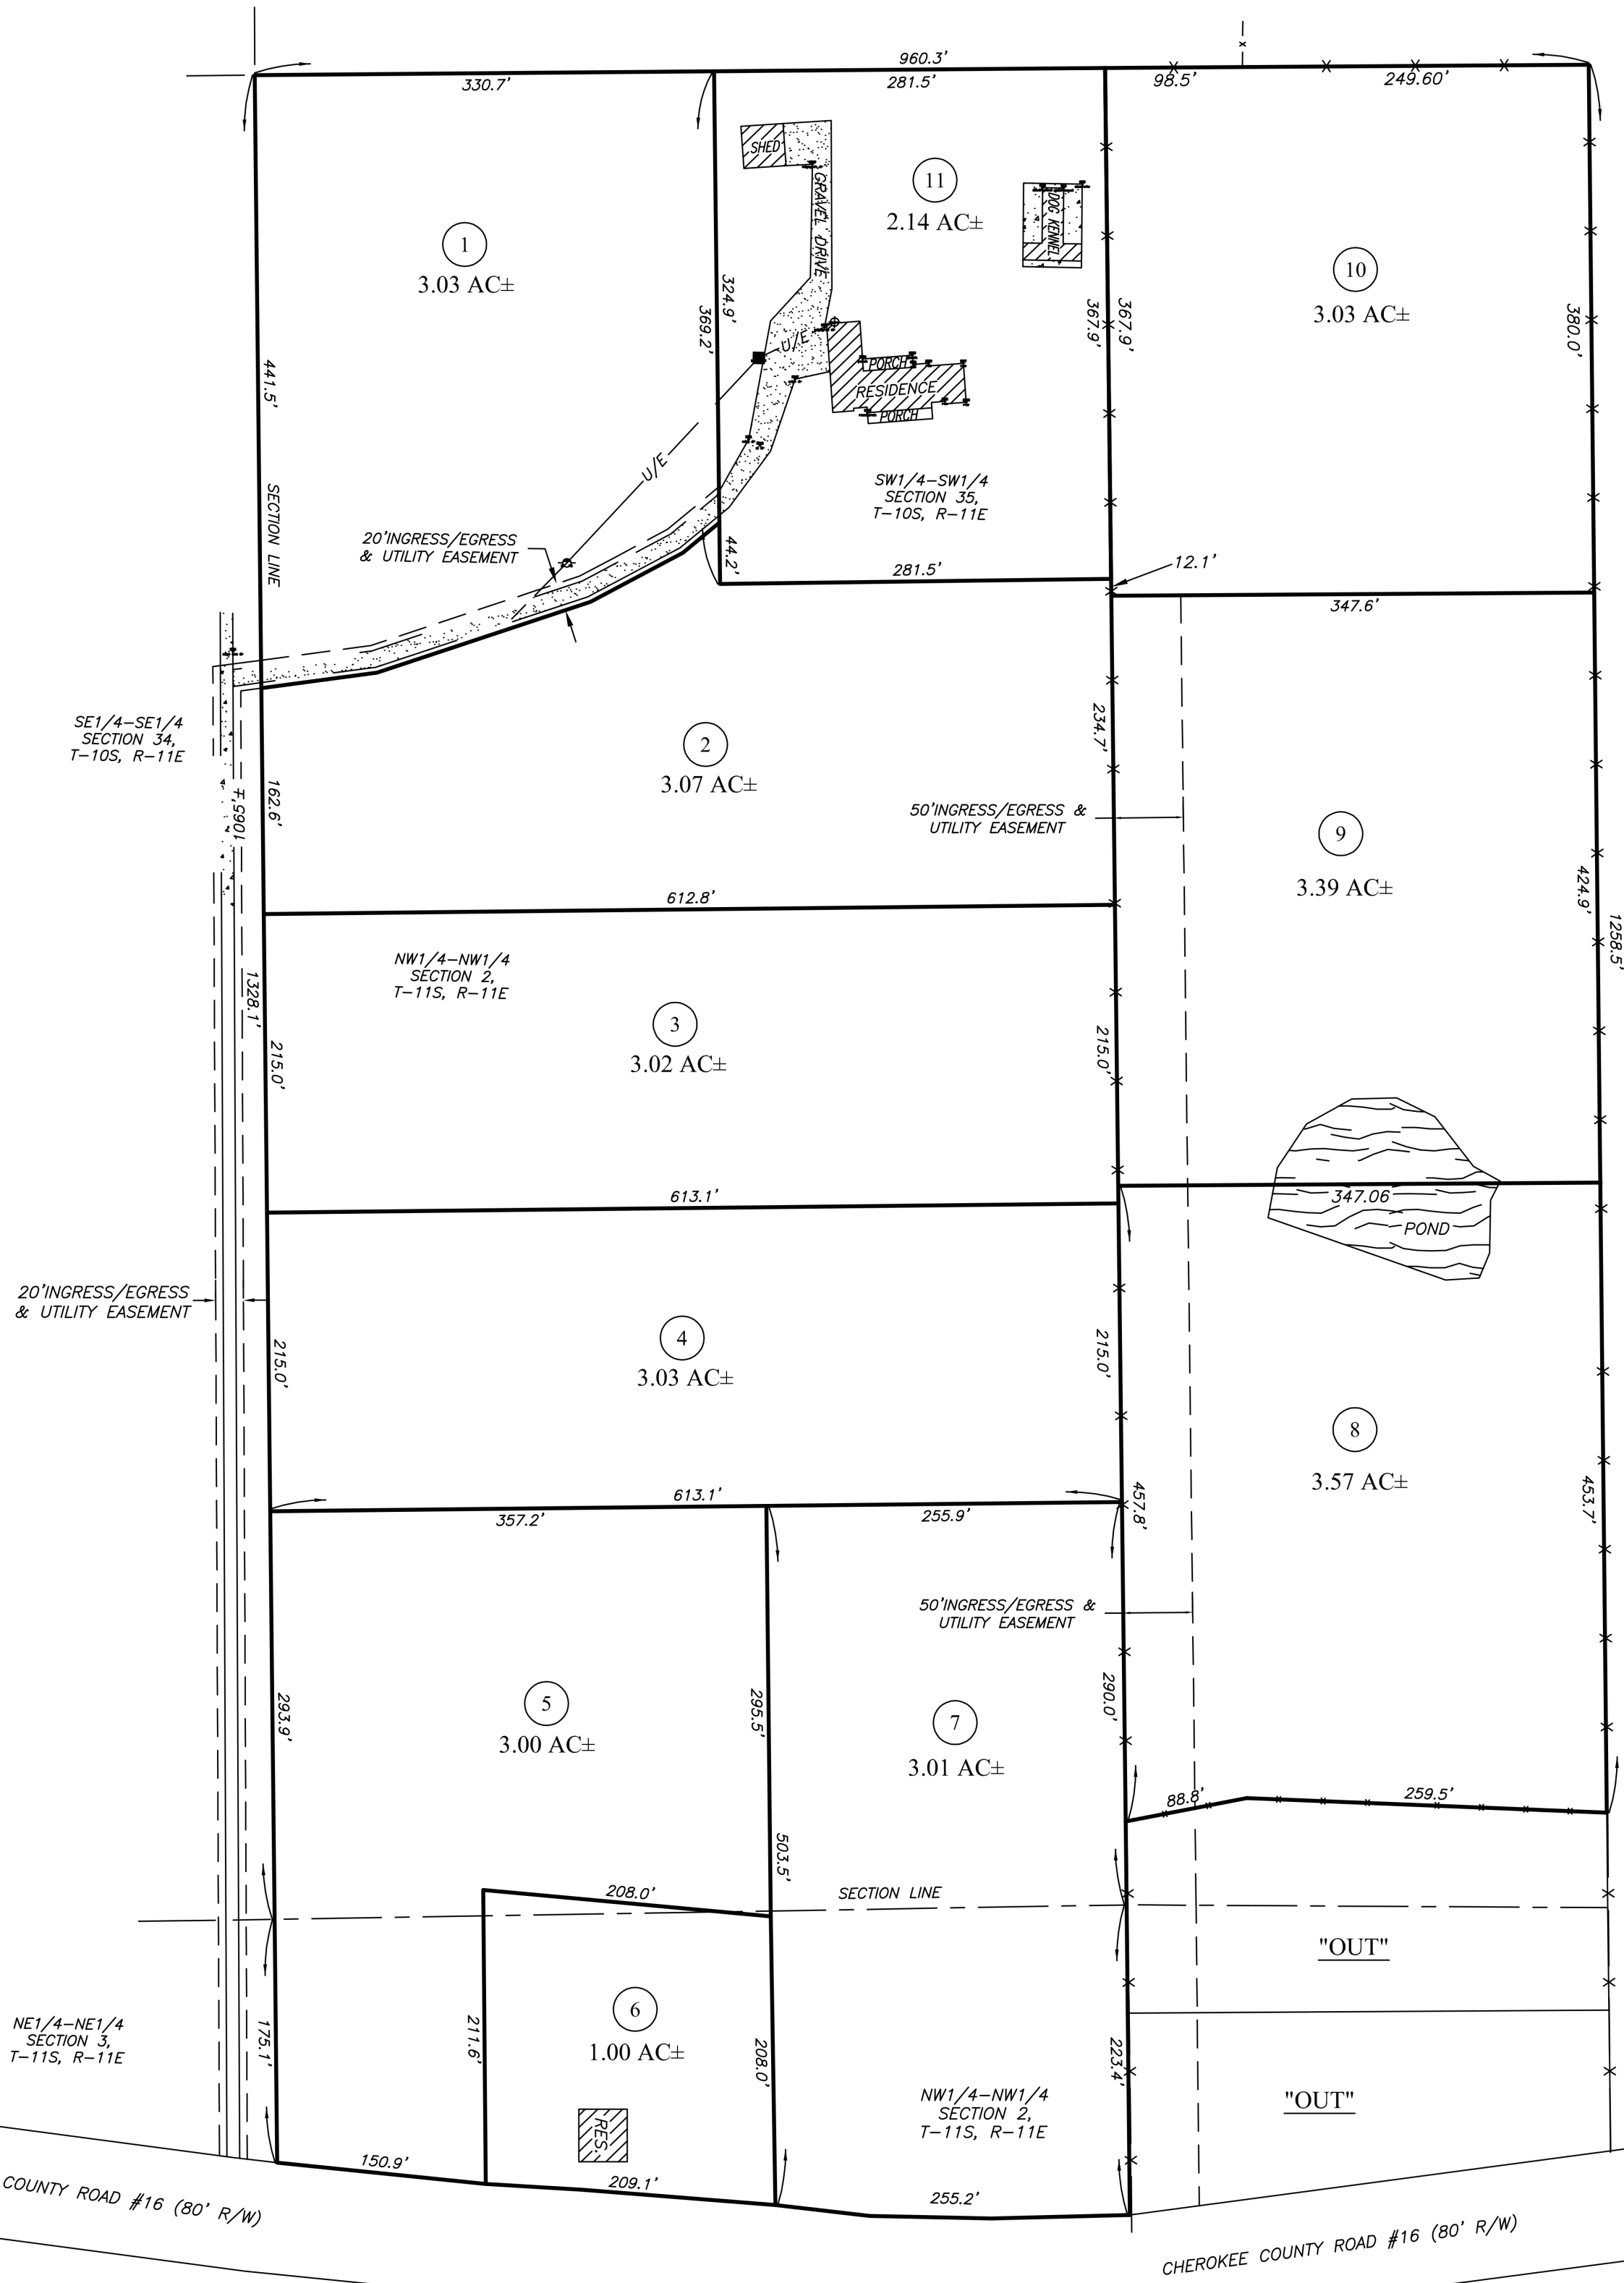 960.3'
330.7'
281.5'
98.5'
249.60'
SHED
GRAVEL DRIVE
11
2.14 AC±
DOG KENNEL
1
3.03 AC±
10
3.03 AC±
324.9'
369.2'
367.9'
367.9'
380.0'
U/E
PORCH
RESIDENCE
PORCH
441.5'
SECTION LINE
U/E
SW1/4-SW1/4
SECTION 35,
T-10S, R-11E
20'INGRESS/EGRESS
& UTILITY EASEMENT
44.2'
281.5'
12.1'
347.6'
SE1/4-SE1/4
SECTION 34,
T-10S, R-11E
1065'±
162.6'
2
3.07 AC±
234.7'
50'INGRESS/EGRESS &
UTILITY EASEMENT
9
3.39 AC±
424.9'
1258.5'
612.8'
NW1/4-NW1/4
SECTION 2,
T-11S, R-11E
1328.1'
215.0'
3
3.02 AC±
215.0'
613.1'
347.06
POND
20'INGRESS/EGRESS
& UTILITY EASEMENT
215.0'
4
3.03 AC±
215.0'
8
3.57 AC±
613.1'
357.2'
255.9'
457.8'
453.7'
50'INGRESS/EGRESS &
UTILITY EASEMENT
293.9'
5
3.00 AC±
295.5'
7
3.01 AC±
290.0'
88.8'
259.5'
503.5'
208.0'
SECTION LINE
"OUT"
NE1/4-NE1/4
SECTION 3,
T-11S, R-11E
175.1'
211.6'
6
1.00 AC±
208.0'
223.4'
RES.
NW1/4-NW1/4
SECTION 2,
T-11S, R-11E
"OUT"
150.9'
209.1'
255.2'
COUNTY ROAD #16 (80' R/W)
CHEROKEE COUNTY ROAD #16 (80' R/W)